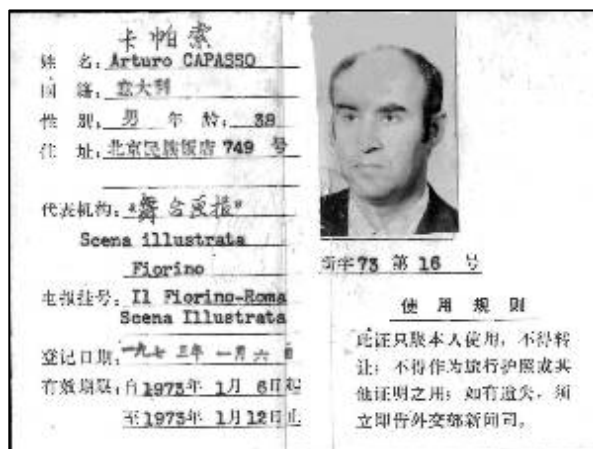 卡帕索
姓 名：Arturo CAPASSO
国 籍：意大利
性 别：男 年 龄：38
住 址：北京民族饭店 749 号
代表机构："舞台画报"
Scena illustrata
Fiorino
电报挂号：Il Fiorino-Roma
Scena Illustrata
登记日期：一九七三年一月六日
有效期限：自1973年 1月 6日起
至1973年 1月12日止
新字 73 第 16 号
使 用 规 则
此证只限本人使用，不得转
让；不得作为旅行护照或其
他证明之用；如有遗失，须
立即告外交部新闻司。